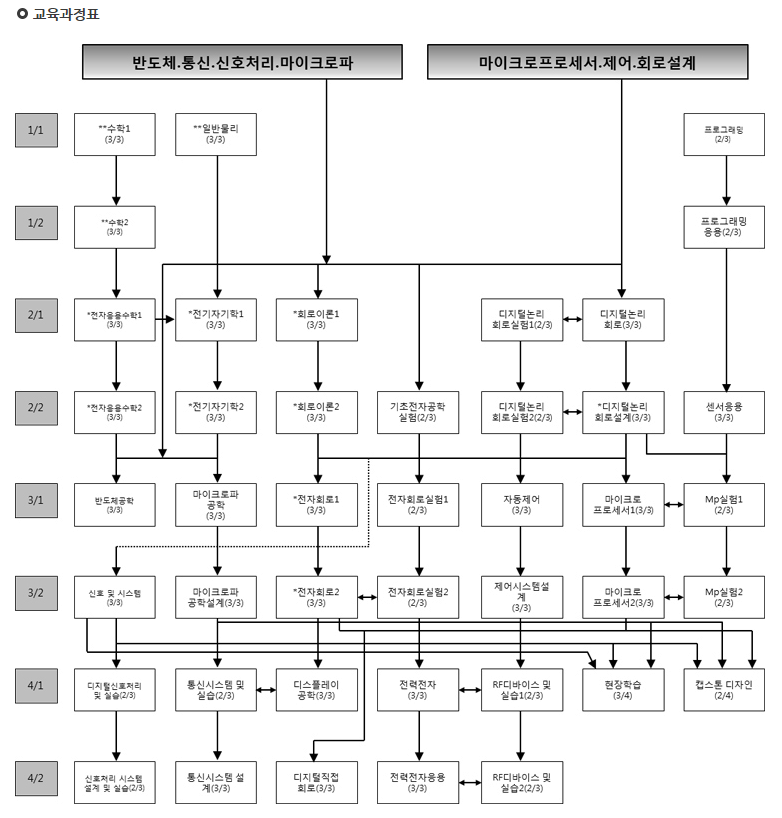 교육과정표
반도체.통신.신호처리.마이크로파
마이크로프로세서.제어.회로설계
1/1
**수학1
(3/3)
**일반물리
(3/3)
프로그래밍
(2/3)
1/2
**수학2
(3/3)
프로그래밍
응용(2/3)
2/1
*전자응용수학1
(3/3)
*전기자기학1
(3/3)
*회로이론1
(3/3)
디지털논리
회로실험1(2/3)
디지털논리
회로(3/3)
2/2
*전자응용수학2
(3/3)
*전기자기학2
(3/3)
*회로이론2
(3/3)
기초전자공학
실험(2/3)
디지털논리
회로실험2(2/3)
*디지털논리
회로설계(3/3)
센서응용
(3/3)
3/1
반도체공학
(3/3)
마이크로파
공학
(3/3)
*전자회로1
(3/3)
전자회로실험1
(2/3)
자동제어
(3/3)
마이크로
프로세서1(3/3)
Mp실험1
(2/3)
3/2
신호 및 시스템
(3/3)
마이크로파
공학설계(3/3)
*전자회로2
(3/3)
전자회로실험2
(2/3)
제어시스템설
계
(3/3)
마이크로
프로세서2(3/3)
Mp실험2
(2/3)
4/1
디지털신호처리
및 실습(2/3)
통신시스템 및
실습(2/3)
디스플레이
공학(3/3)
전력전자
(3/3)
RF디바이스 및
실습1(2/3)
현장학습
(3/4)
캡스톤 디자인
(2/4)
4/2
신호처리 시스템
설계 및 실습(2/3)
통신시스템 설
계(3/3)
디지털직접
회로(3/3)
전력전자응용
(3/3)
RF디바이스 및
실습2(2/3)